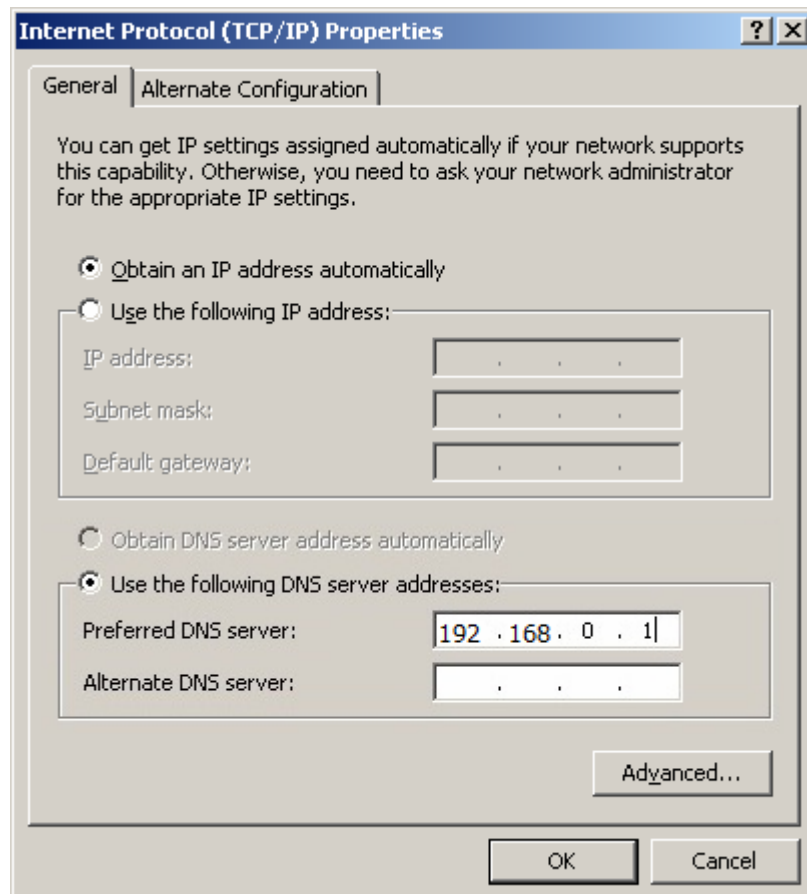 Internet Protocol (TCP/IP) Properties
General
Alternate Configuration
You can get IP settings assigned automatically if your network supports
this capability. Otherwise, you need to ask your network administrator
for the appropriate IP settings.
Obtain an IP address automatically
Use the following IP address:
IP address:
Subnet mask:
Default gateway:
Obtain DNS server address automatically
Use the following DNS server addresses:
Preferred DNS server: 192 . 168 . 0 . 1
Alternate DNS server:
Advanced...
OK
Cancel